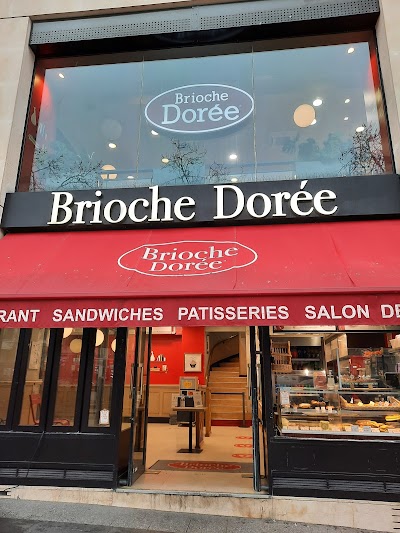 Brioche
Dorée
Brioche Dorée
Brioche
Dorée
RANT SANDWICHES PATISSERIES SALON DE